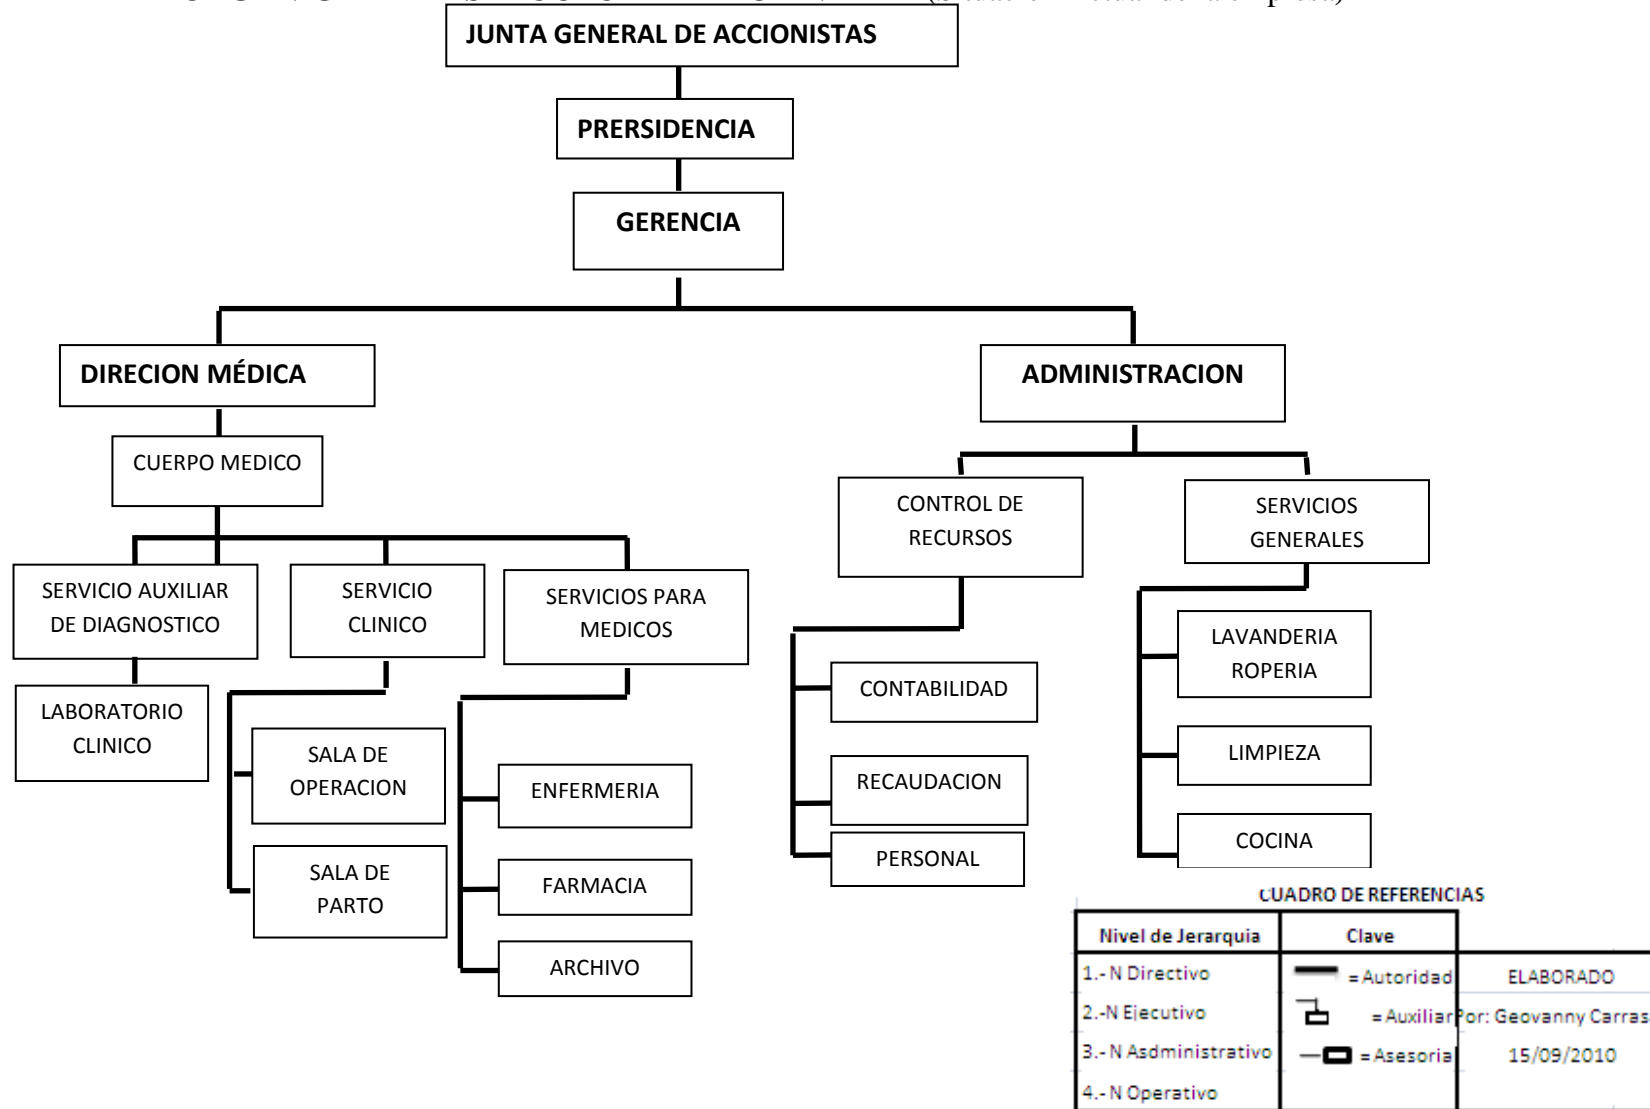 JUNTA GENERAL DE ACCIONISTAS
PRERSIDENCIA
GERENCIA
DIRECION MÉDICA
ADMINISTRACION
CUERPO MEDICO
CONTROL DE
RECURSOS
SERVICIOS
GENERALES
SERVICIO AUXILIAR
DE DIAGNOSTICO
SERVICIO
CLINICO
SERVICIOS PARA
MEDICOS
LABORATORIO
CLINICO
SALA DE
OPERACION
SALA DE
PARTO
ENFERMERIA
FARMACIA
ARCHIVO
CONTABILIDAD
RECAUDACION
PERSONAL
LAVANDERIA
ROPERIA
LIMPIEZA
COCINA
CUADRO DE REFERENCIAS
Nivel de Jerarquia Clave
1.- N Directivo = Autoridad ELABORADO
2.-N Ejecutivo = Auxiliar Por: Geovanny Carras
3.- N Asdministrativo = Asesoria 15/09/2010
4.- N Operativo